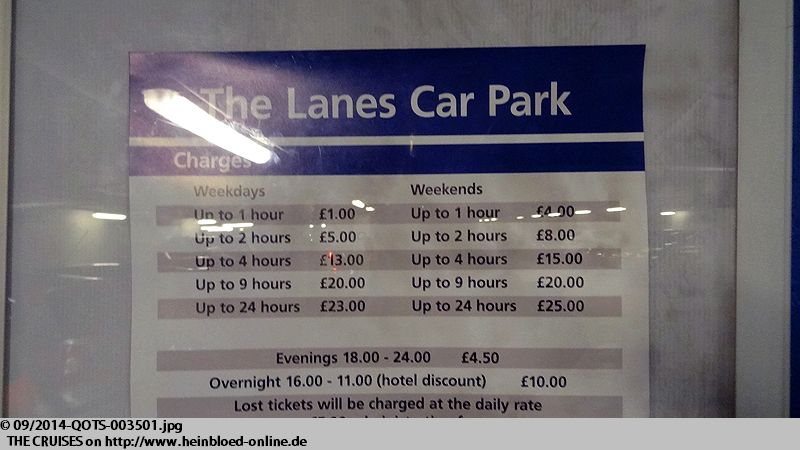 The Lanes Car Park
Charges
Weekdays Weekends
Up to 1 hour £1.00 Up to 1 hour £4.00
Up to 2 hours £5.00 Up to 2 hours £8.00
Up to 4 hours £13.00 Up to 4 hours £15.00
Up to 9 hours £20.00 Up to 9 hours £20.00
Up to 24 hours £23.00 Up to 24 hours £25.00
Evenings 18.00 - 24.00 £4.50
Overnight 16.00 - 11.00 (hotel discount) £10.00
Lost tickets will be charged at the daily rate
© 09/2014-QOTS-003501.jpg
THE CRUISES on http://www.heinbloed-online.de